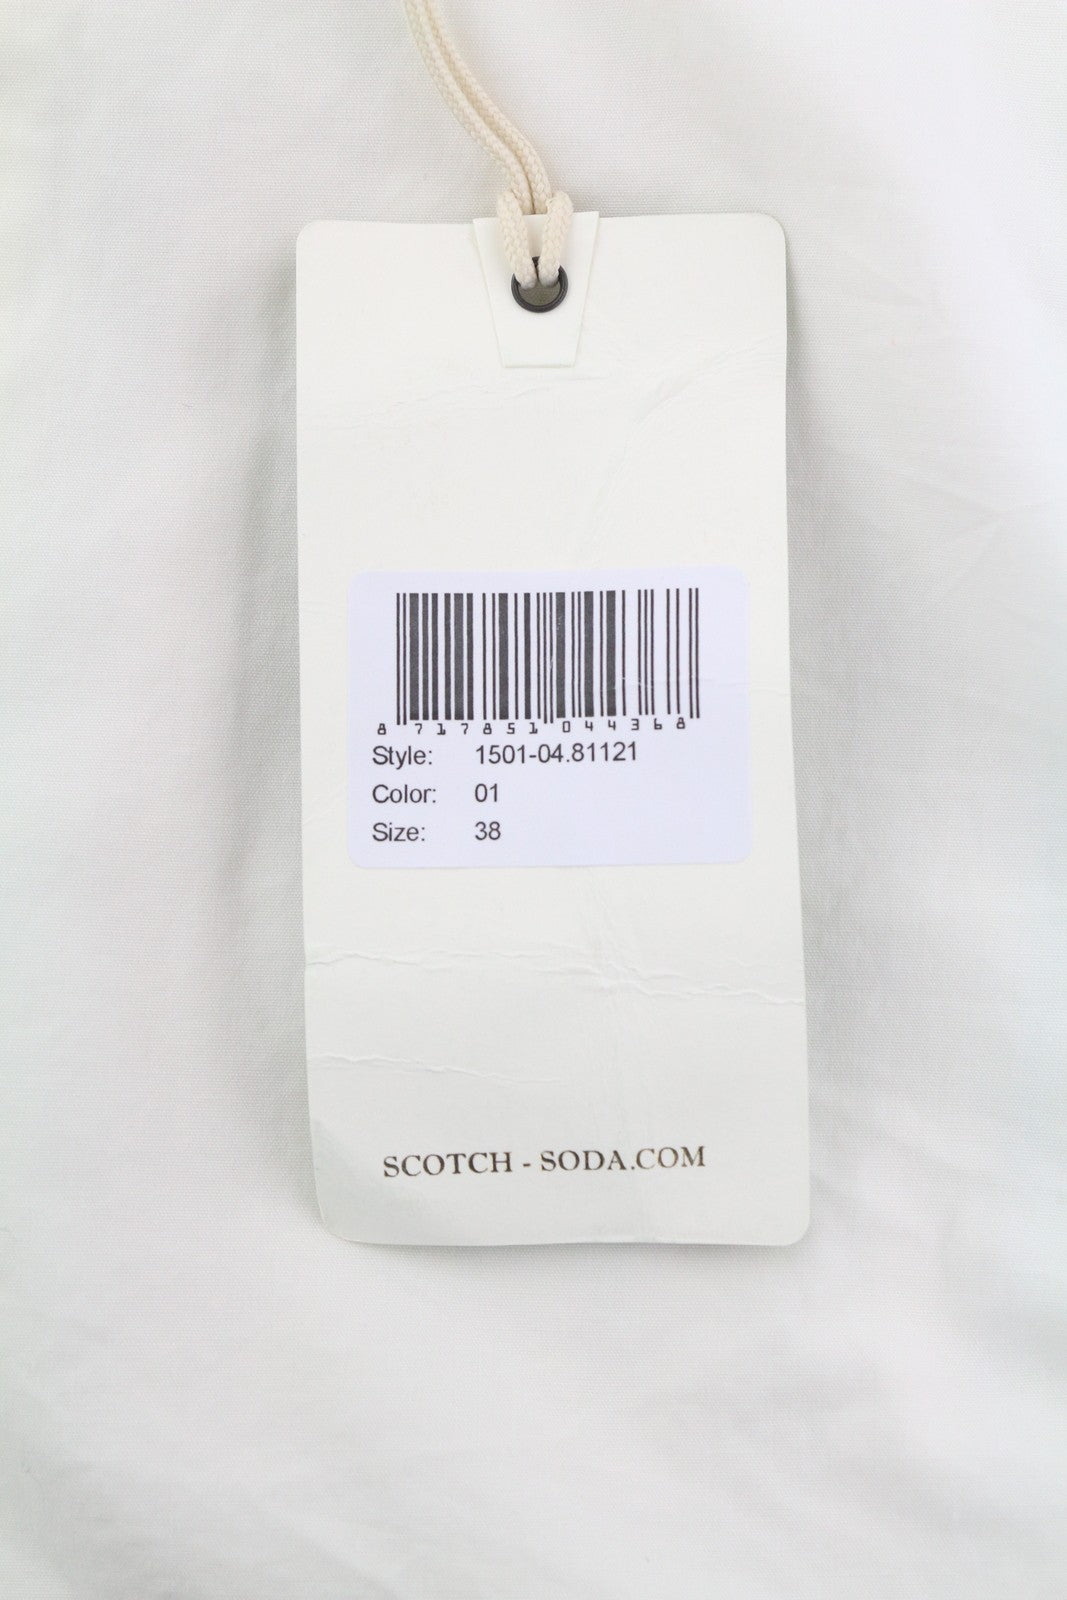 8 717851 044368
Style: 1501-04.81121
Color: 01
Size: 38
SCOTCH - SODA.COM